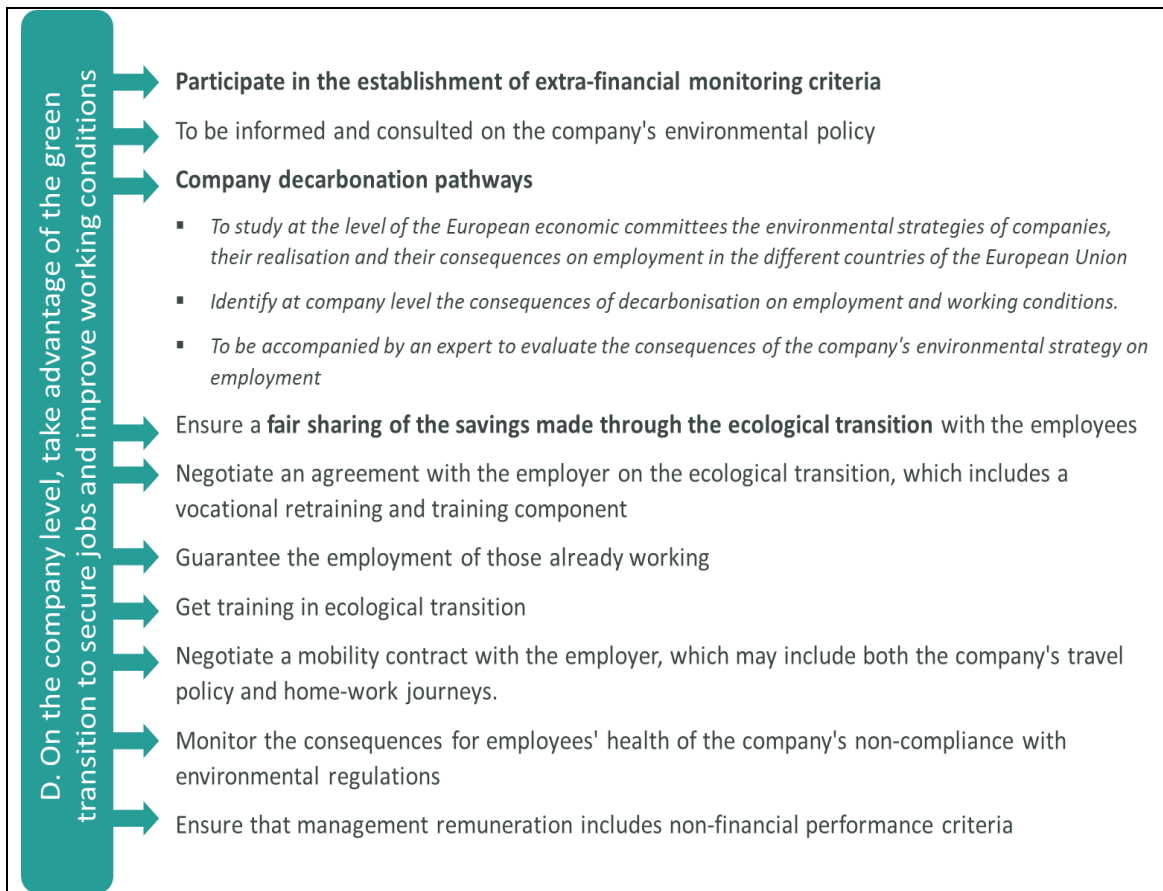 D. On the company level, take advantage of the green
transition to secure jobs and improve working conditions
Participate in the establishment of extra-financial monitoring criteria
To be informed and consulted on the company's environmental policy
Company decarbonation pathways
▪ To study at the level of the European economic committees the environmental strategies of companies,
their realisation and their consequences on employment in the different countries of the European Union
▪ Identify at company level the consequences of decarbonisation on employment and working conditions.
▪ To be accompanied by an expert to evaluate the consequences of the company's environmental strategy on
employment
Ensure a fair sharing of the savings made through the ecological transition with the employees
Negotiate an agreement with the employer on the ecological transition, which includes a
vocational retraining and training component
Guarantee the employment of those already working
Get training in ecological transition
Negotiate a mobility contract with the employer, which may include both the company's travel
policy and home-work journeys.
Monitor the consequences for employees' health of the company's non-compliance with
environmental regulations
Ensure that management remuneration includes non-financial performance criteria